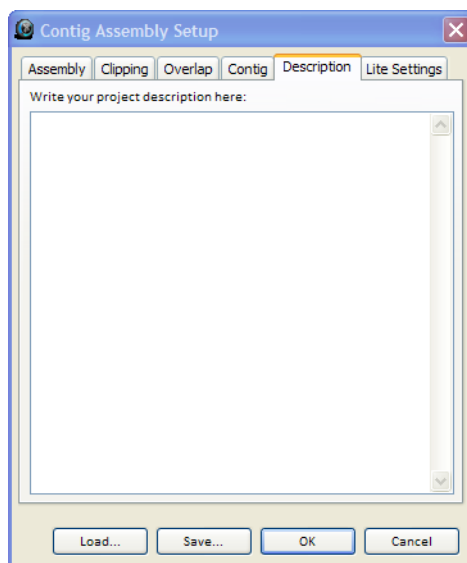 Contig Assembly Setup
Assembly Clipping Overlap Contig Description Lite Settings
Write your project description here:
Load... Save... OK Cancel